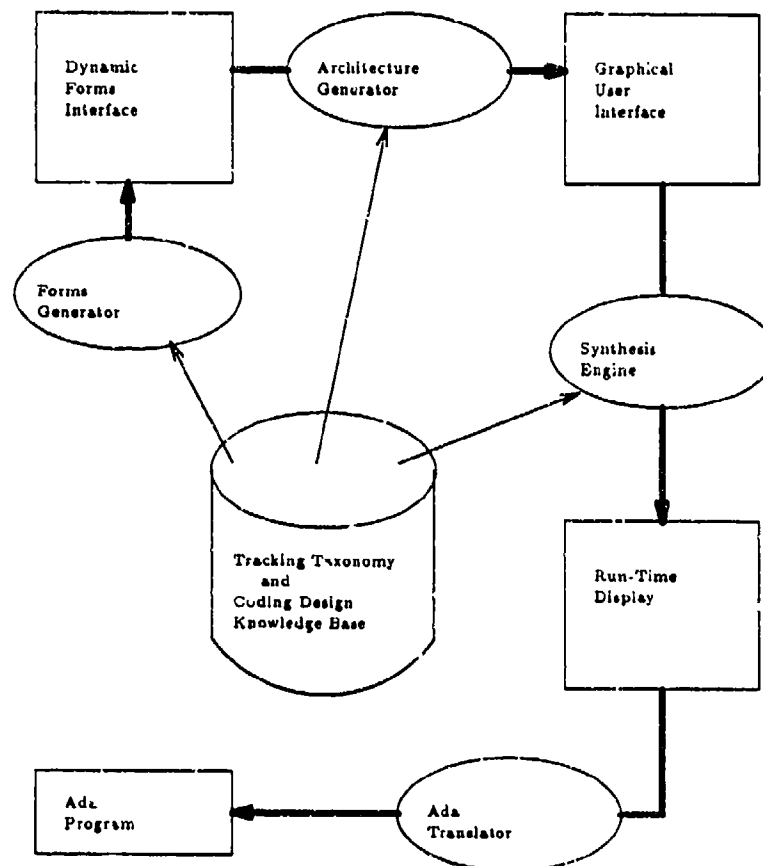 Dynamic
Forms
Interface
Architecture
Generator
Graphical
User
Interface
Forms
Generator
Synthesis
Engine
Tracking Taxonomy
and
Coding Design
Knowledge Base
Run-Time
Display
Ada
Program
Ada
Translator